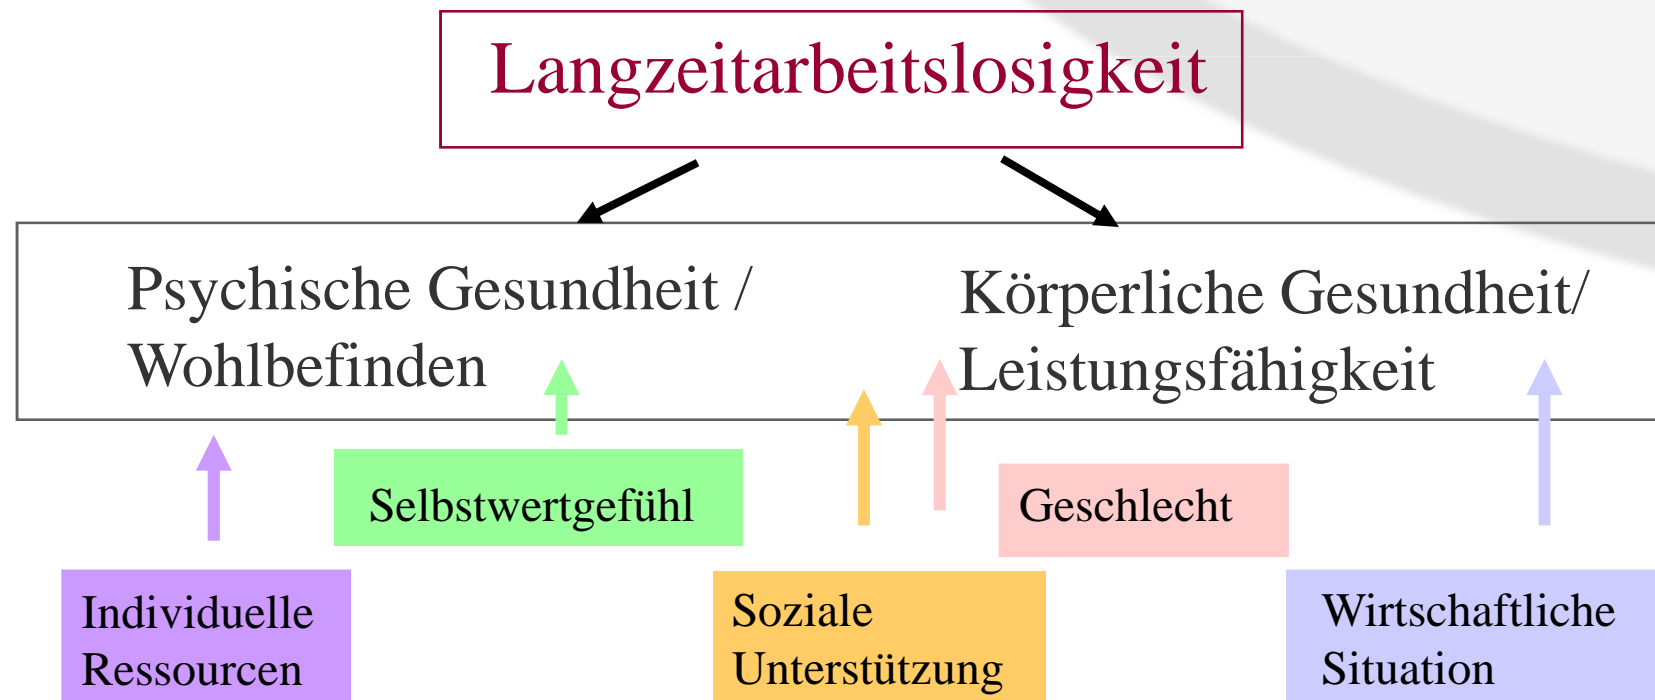 Langzeitarbeitslosigkeit
Psychische Gesundheit /
Wohlbefinden
Körperliche Gesundheit/
Leistungsfähigkeit
Selbstwertgefühl
Geschlecht
Individuelle
Ressourcen
Soziale
Unterstützung
Wirtschaftliche
Situation